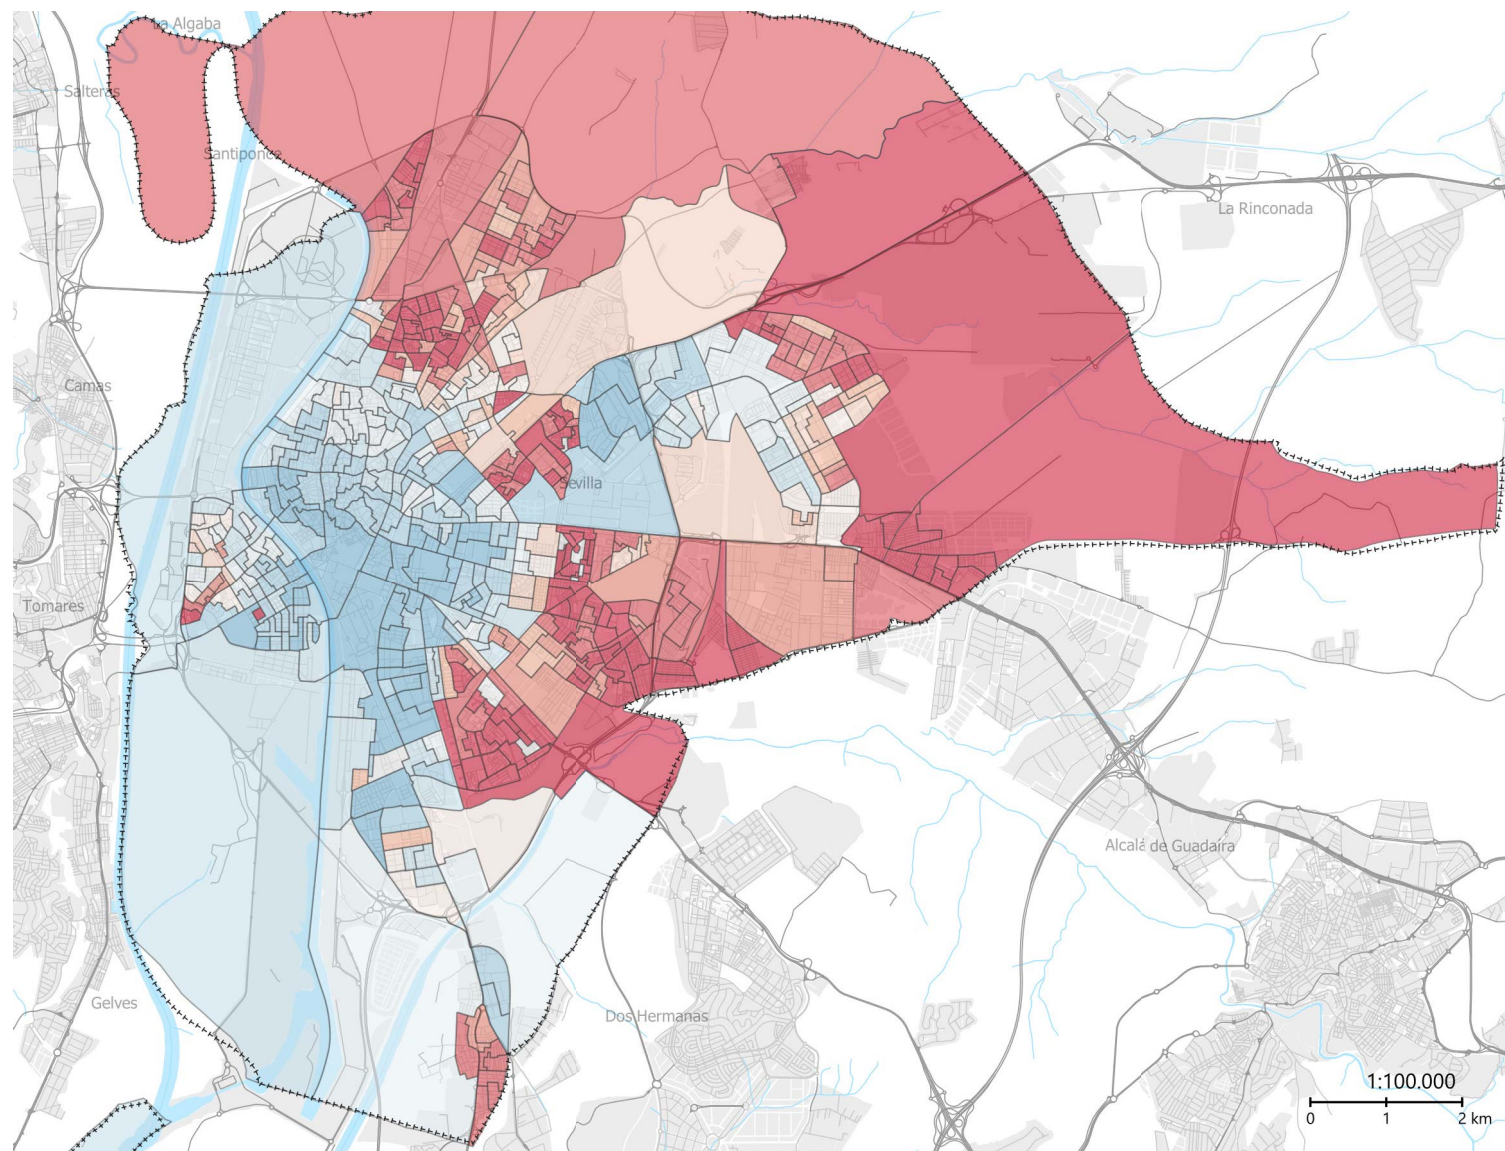 La Algaba
Salteras
Santiponce
La Rinconada
Camas
Sevilla
Tomares
Alcalá de Guadaíra
Gelves
Dos Hermanas
1:100.000
0 1 2 km